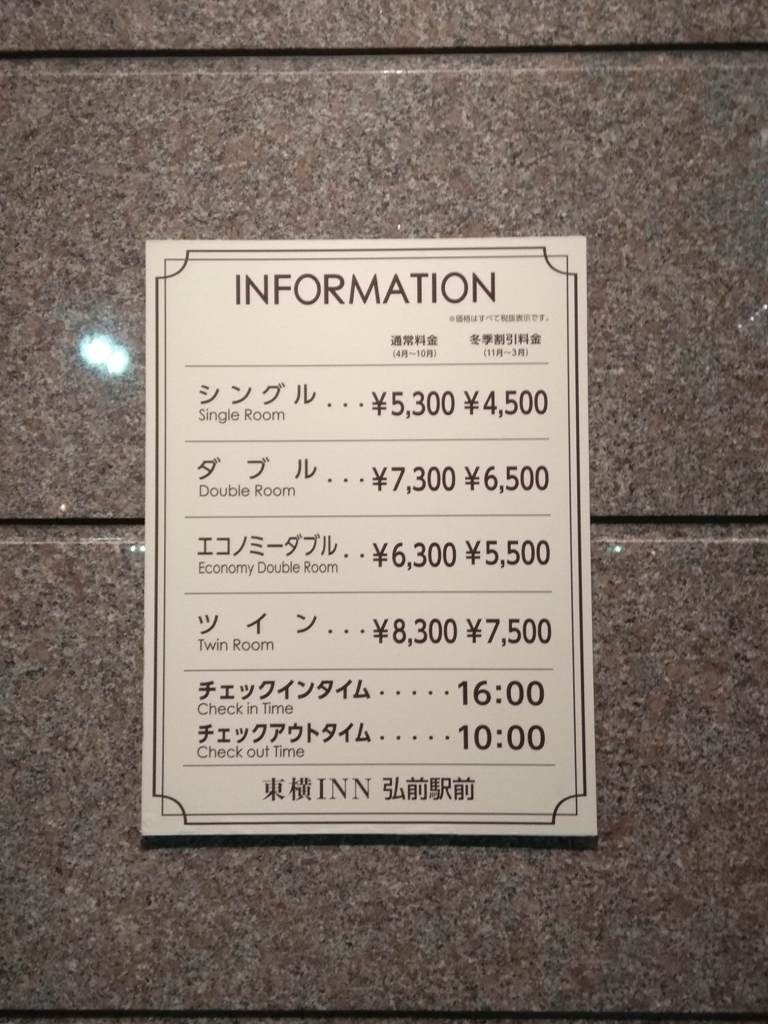 INFORMATION
※価格はすべて税抜表示です。
通常料金 冬季割引料金
(4月～10月) (11月～3月)
シングル ... ¥5,300 ¥4,500
Single Room
ダブル ... ¥7,300 ¥6,500
Double Room
エコノミーダブル .. ¥6,300 ¥5,500
Economy Double Room
ツイン ... ¥8,300 ¥7,500
Twin Room
チェックインタイム ..... 16:00
Check in Time
チェックアウトタイム ..... 10:00
Check out Time
東横INN 弘前駅前